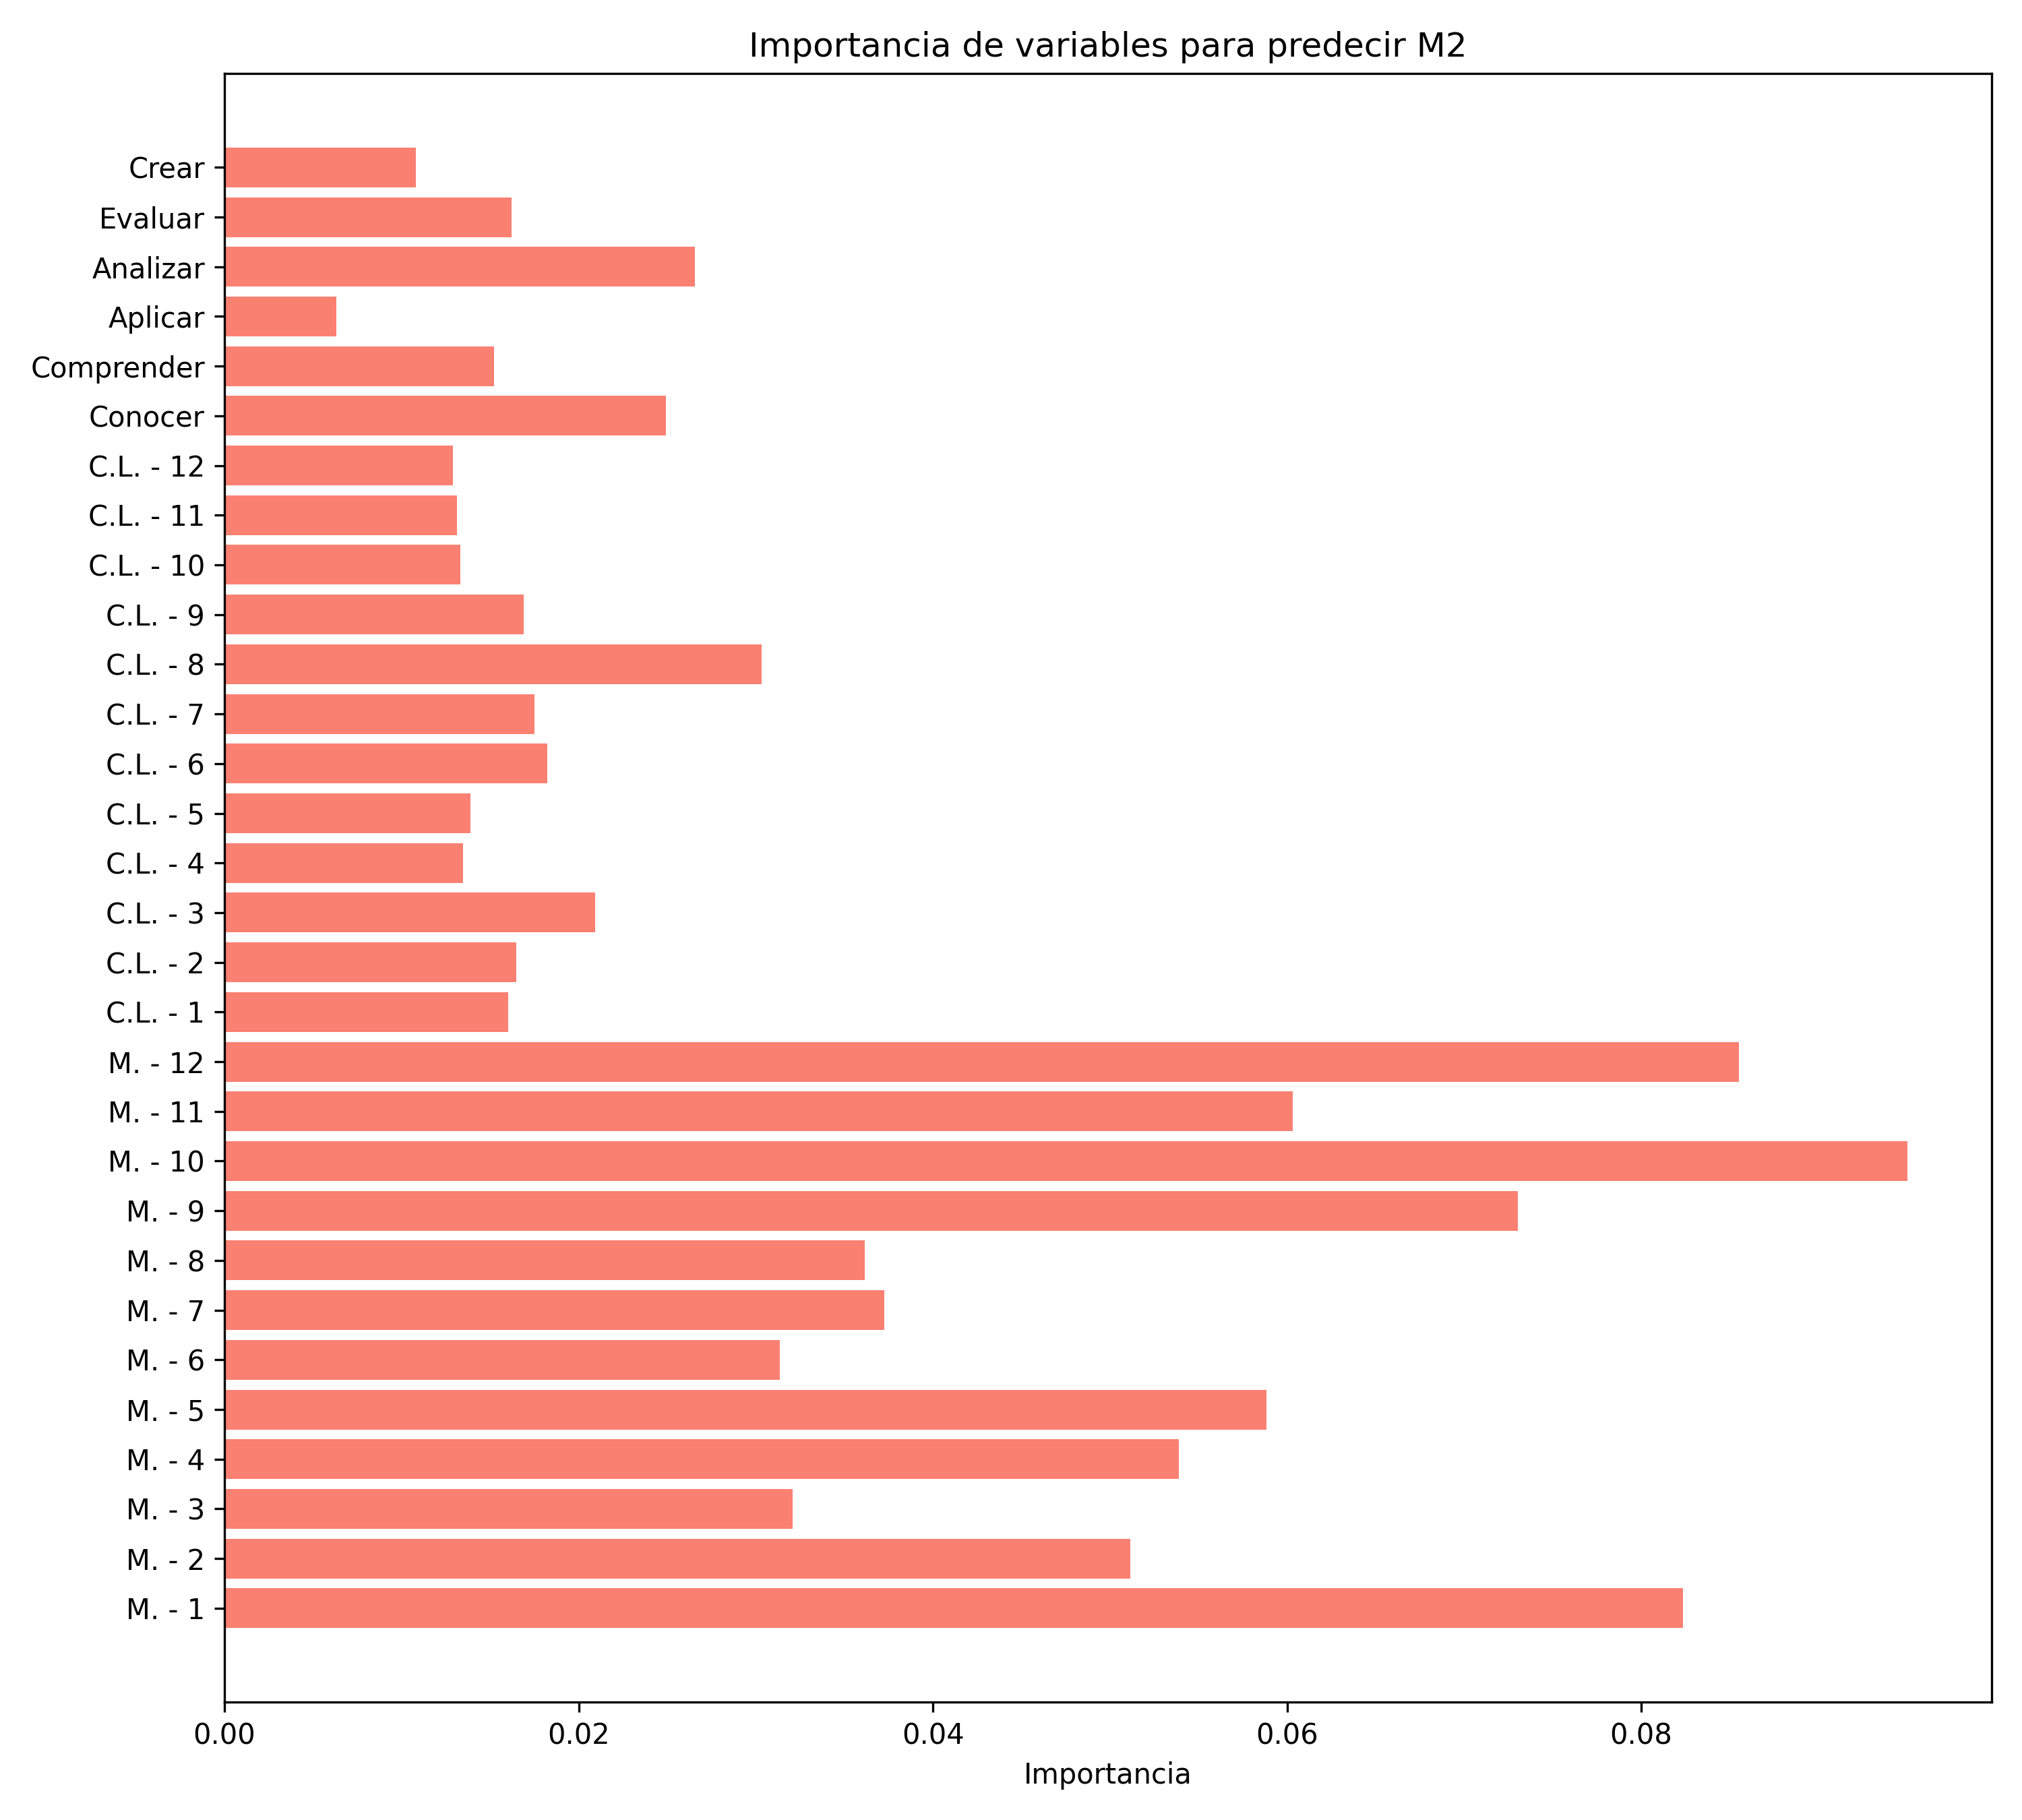 Importancia de variables para predecir M2
Crear
Evaluar
Analizar
Aplicar
Comprender
Conocer
C.L. - 12
C.L. - 11
C.L. - 10
C.L. - 9
C.L. - 8
C.L. - 7
C.L. - 6
C.L. - 5
C.L. - 4
C.L. - 3
C.L. - 2
C.L. - 1
M. - 12
M. - 11
M. - 10
M. - 9
M. - 8
M. - 7
M. - 6
M. - 5
M. - 4
M. - 3
M. - 2
M. - 1
0.00 0.02 0.04 0.06 0.08
Importancia